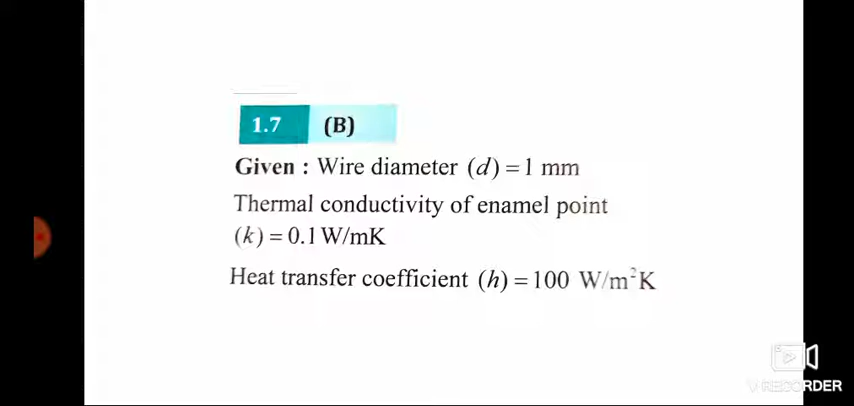 1.7 (B)
Given : Wire diameter (d) = 1 mm
Thermal conductivity of enamel point
(k) = 0.1 W/mK
Heat transfer coefficient (h) = 100 W/m²K
V RECORDER